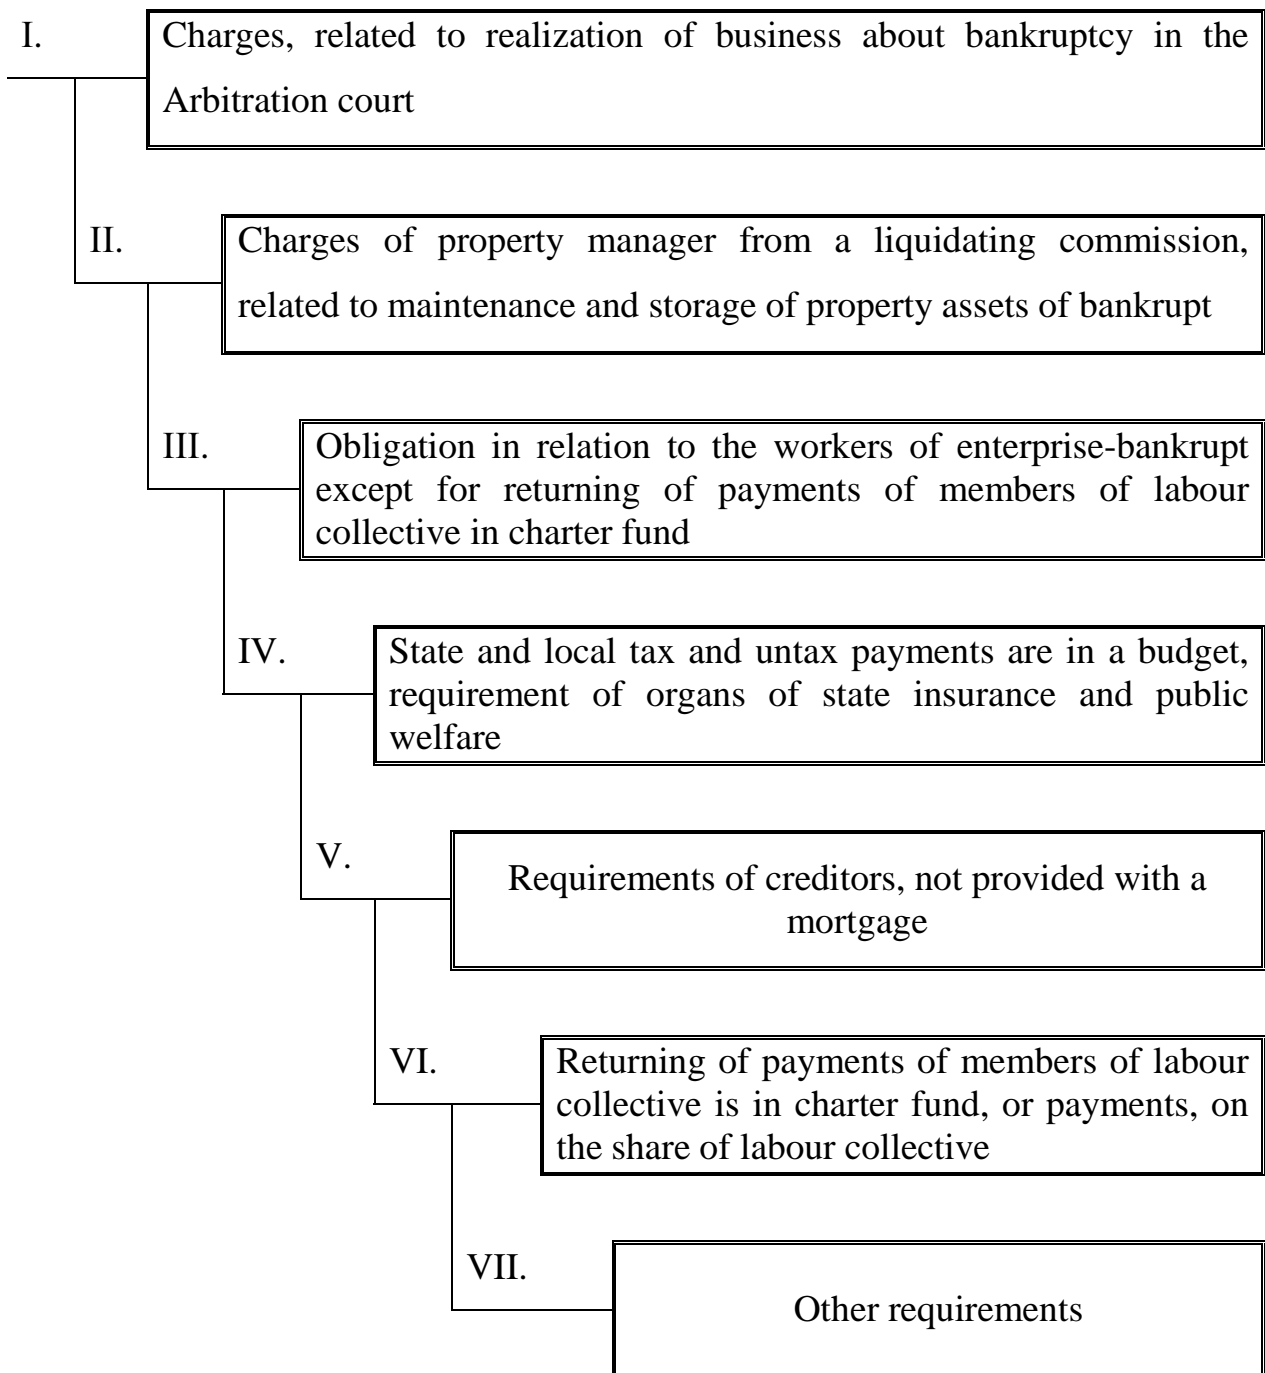 I. Charges, related to realization of business about bankruptcy in the
Arbitration court
II. Charges of property manager from a liquidating commission,
related to maintenance and storage of property assets of bankrupt
III. Obligation in relation to the workers of enterprise-bankrupt
except for returning of payments of members of labour
collective in charter fund
IV. State and local tax and untax payments are in a budget,
requirement of organs of state insurance and public
welfare
V. Requirements of creditors, not provided with a
mortgage
VI. Returning of payments of members of labour
collective is in charter fund, or payments, on
the share of labour collective
VII. Other requirements